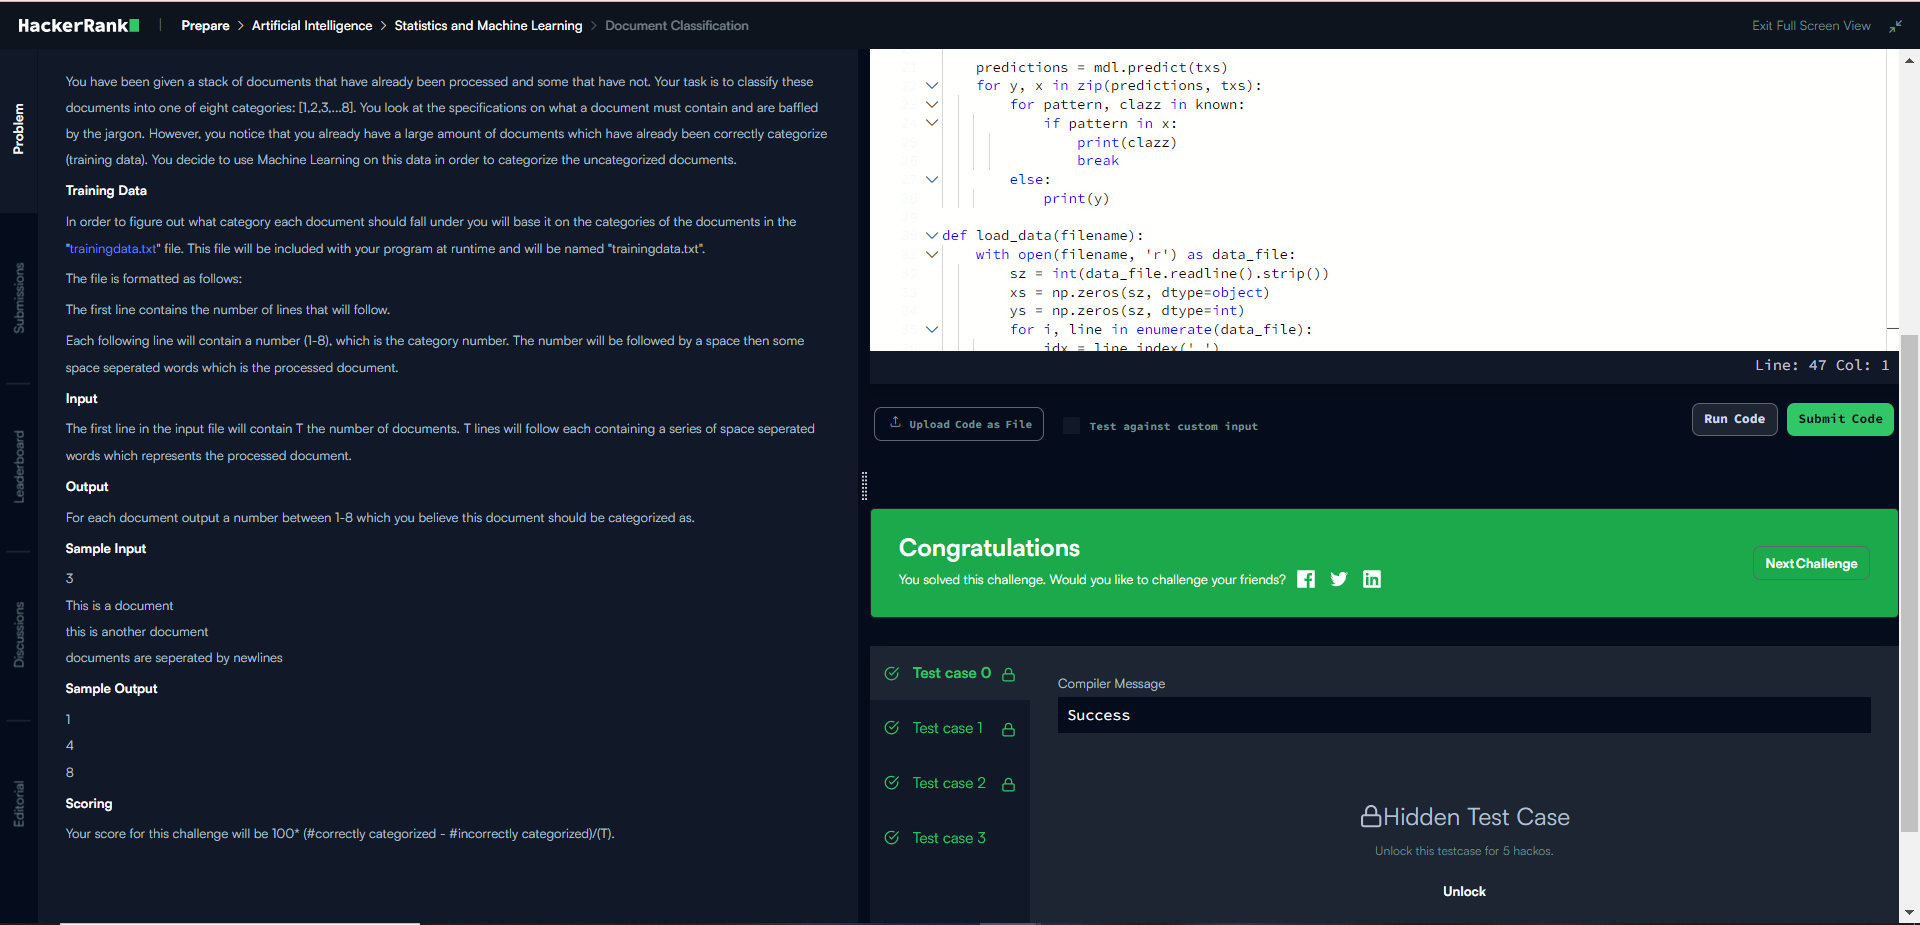 HackerRank
Prepare > Artificial Intelligence > Statistics and Machine Learning > Document Classification
Exit Full Screen View
Problem
Submissions
Leaderboard
Discussions
Editorial
You have been given a stack of documents that have already been processed and some that have not. Your task is to classify these
documents into one of eight categories: [1,2,3,...8]. You look at the specifications on what a document must contain and are baffled
by the jargon. However, you notice that you already have a large amount of documents which have already been correctly categorize
(training data). You decide to use Machine Learning on this data in order to categorize the uncategorized documents.
Training Data
In order to figure out what category each document should fall under you will base it on the categories of the documents in the
"trainingdata.txt" file. This file will be included with your program at runtime and will be named "trainingdata.txt".
The file is formatted as follows:
The first line contains the number of lines that will follow.
Each following line will contain a number (1-8), which is the category number. The number will be followed by a space then some
space seperated words which is the processed document.
Input
The first line in the input file will contain T the number of documents. T lines will follow each containing a series of space seperated
words which represents the processed document.
Output
For each document output a number between 1-8 which you believe this document should be categorized as.
Sample Input
3
This is a document
this is another document
documents are seperated by newlines
Sample Output
1
4
8
Scoring
Your score for this challenge will be 100* (#correctly categorized - #incorrectly categorized)/(T).
21 predictions = mdl.predict(txs)
22 for y, x in zip(predictions, txs):
23 for pattern, clazz in known:
24 if pattern in x:
25 print(clazz)
26 break
27 else:
28 print(y)
29
30 def load_data(filename):
31 with open(filename, 'r') as data_file:
32 sz = int(data_file.readline().strip())
33 xs = np.zeros(sz, dtype=object)
34 ys = np.zeros(sz, dtype=int)
35 for i, line in enumerate(data_file):
idx = line.index(' ')
Line: 47 Col: 1
Upload Code as File
Test against custom input
Run Code
Submit Code
Congratulations
You solved this challenge. Would you like to challenge your friends?
Next Challenge
Test case 0
Test case 1
Test case 2
Test case 3
Compiler Message
Success
Hidden Test Case
Unlock this testcase for 5 hackos.
Unlock